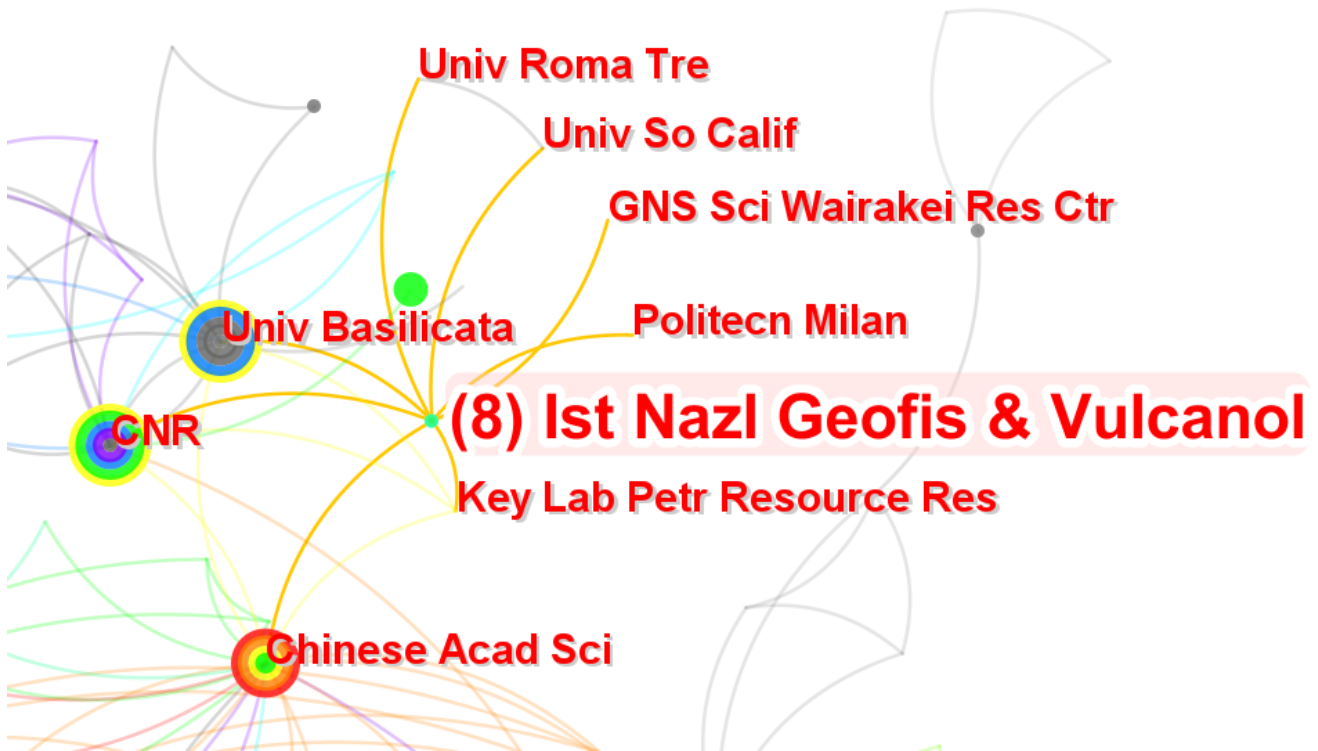 Univ Roma Tre
Univ So Calif
GNS Sci Wairakei Res Ctr
Politecn Milan
Univ Basilicata
(8) Ist Nazl Geofis & Vulcanol
CNR
Key Lab Petr Resource Res
Chinese Acad Sci